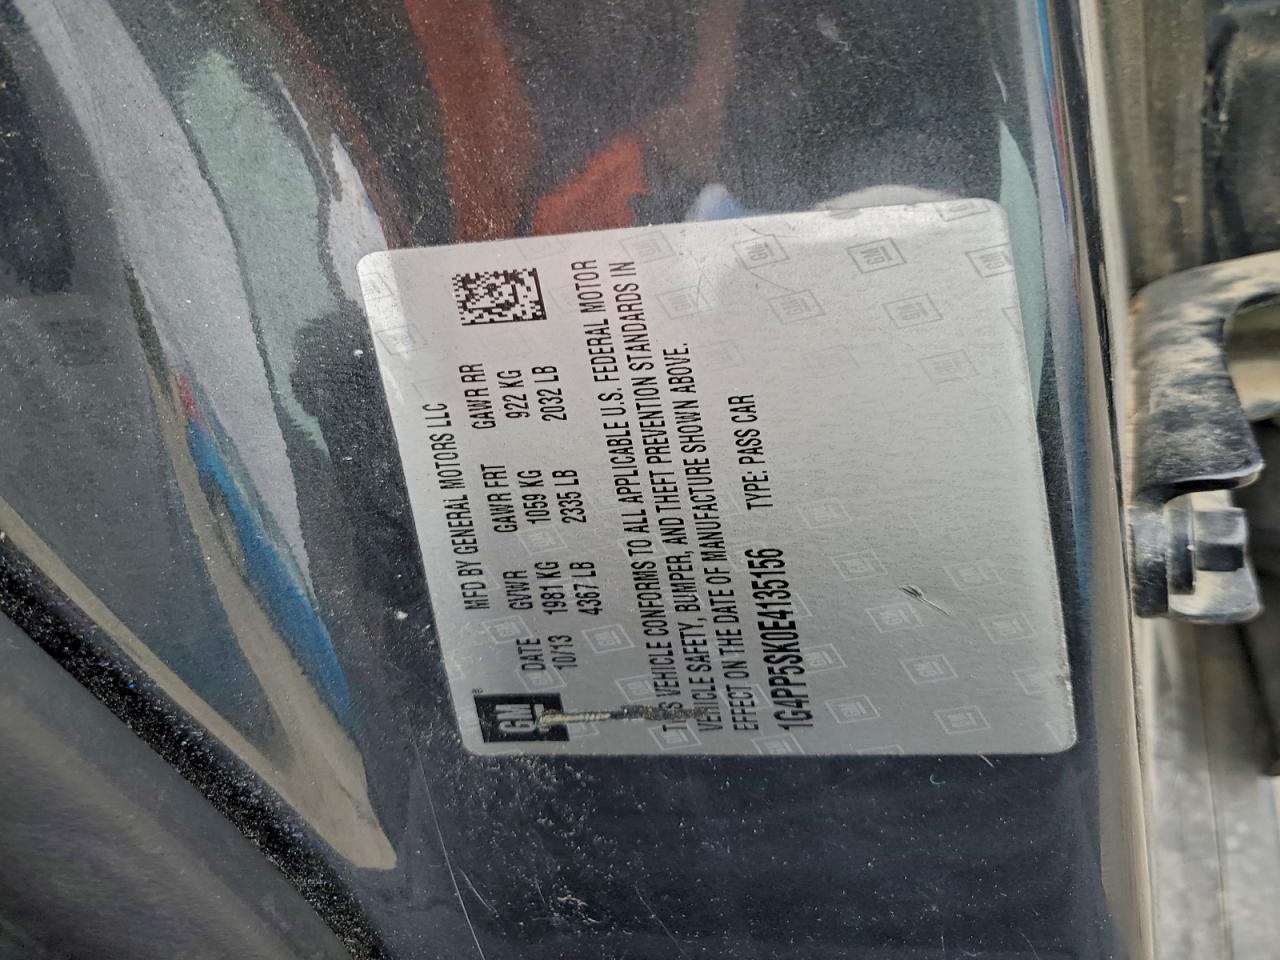 MFD BY GENERAL MOTORS LLC
GM ®
DATE GVWR GAWR FRT GAWR RR
10/13 1981 KG 1059 KG 922 KG
4367 LB 2335 LB 2032 LB
THIS VEHICLE CONFORMS TO ALL APPLICABLE U.S. FEDERAL MOTOR
VEHICLE SAFETY, BUMPER, AND THEFT PREVENTION STANDARDS IN
EFFECT ON THE DATE OF MANUFACTURE SHOWN ABOVE.
1G4PP5SK0E4135156 TYPE: PASS CAR